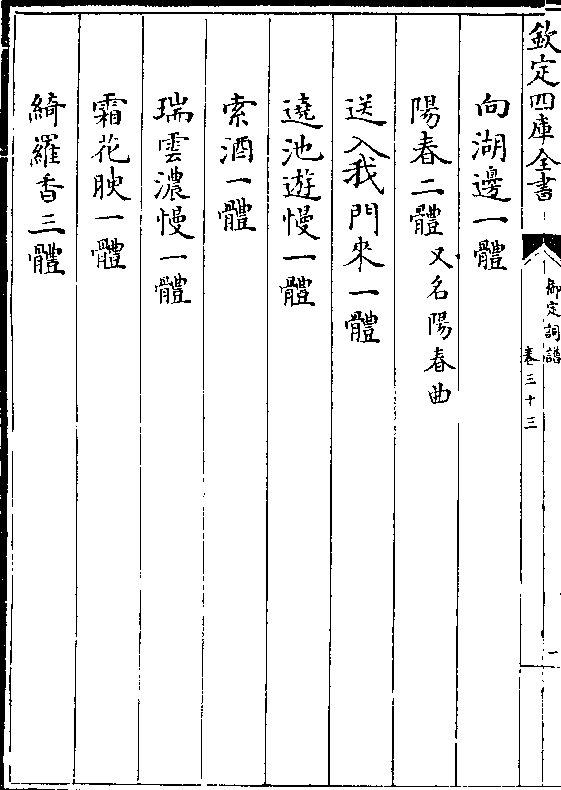 欽定四庫全書
御定詞譜
卷三十三
一
向湖邊一體
陽春二體 又名陽春曲
送入我門來一體
遶池遊慢一體
索酒一體
瑞雲濃慢一體
霜花腴一體
綺羅香三體